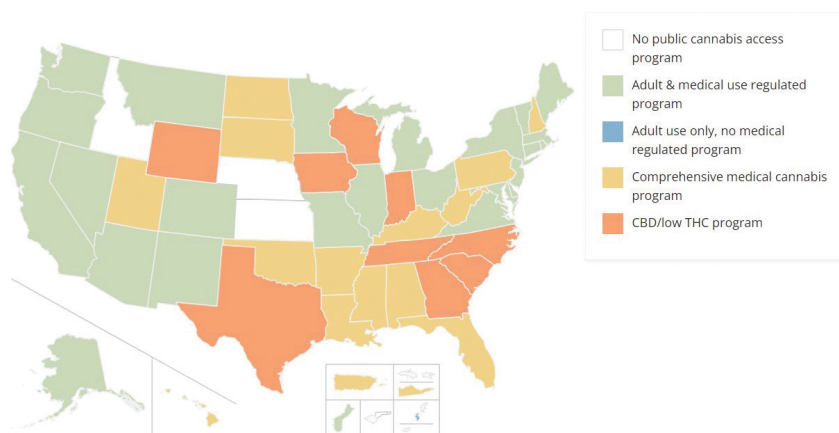 No public cannabis access
program
Adult & medical use regulated
program
Adult use only, no medical
regulated program
Comprehensive medical cannabis
program
CBD/low THC program